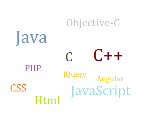 Objective-C
Java
C C++
PHP
jQuery
Angular
CSS
JavaScript
Html